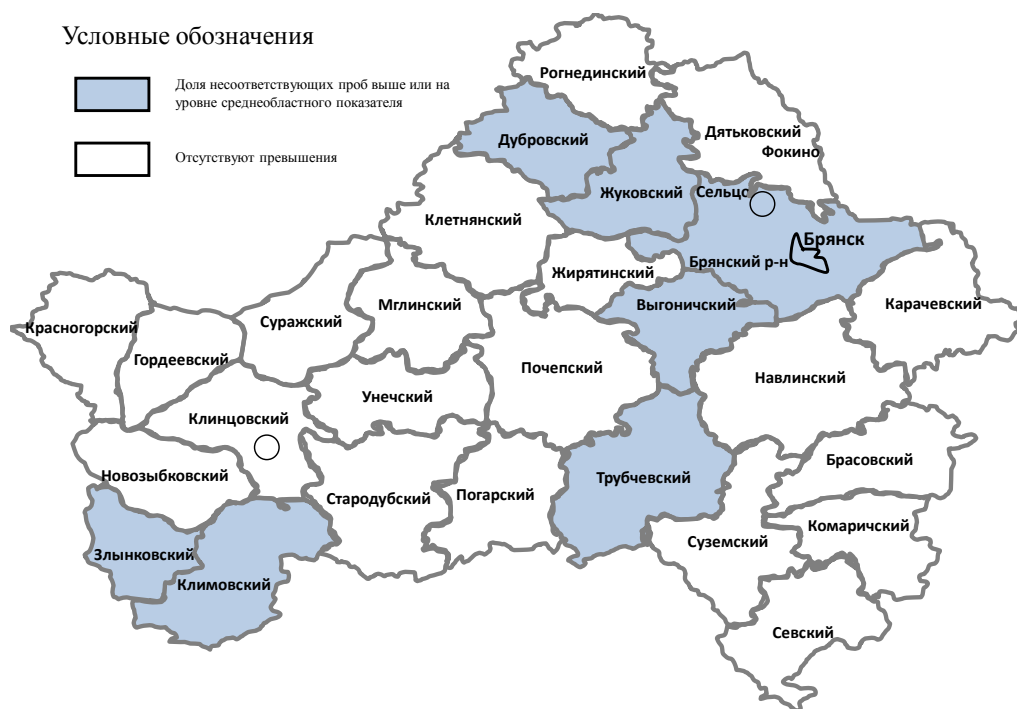 Условные обозначения
Доля несоответствующих проб выше или на
уровне среднеобластного показателя
Отсутствуют превышения
Рогнединский
Дубровский
Дятьковский
Фокино
Жуковский
Сельцо
Клетнянский
Брянск
Брянский р-н
Жирятинский
Выгоничский
Карачевский
Мглинский
Суражский
Красногорский
Гордеевский
Почепский
Навлинский
Унечский
Клинцовский
Брасовский
Новозыбковский
Трубчевский
Стародубский
Погарский
Комаричский
Суземский
Злынковский
Климовский
Севский